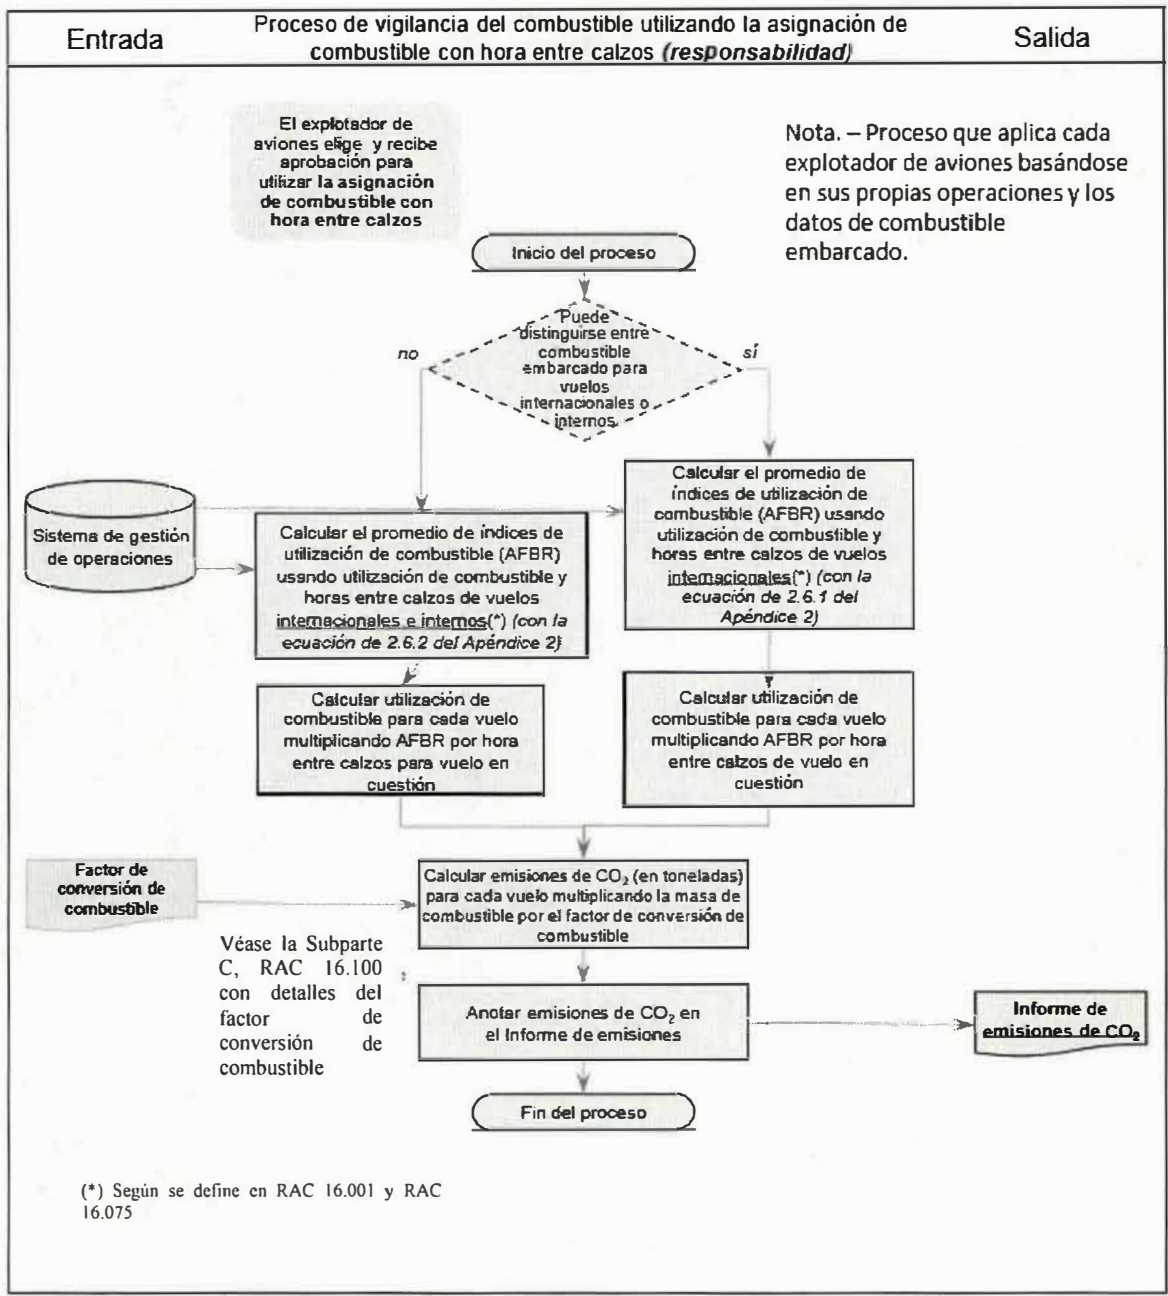 Entrada
Proceso de vigilancia del combustible utilizando la asignación de
combustible con hora entre calzos (responsabilidad)
Salida
El explotador de
aviones elige y recibe
aprobación para
utilizar la asignación
de combustible con
hora entre calzos
Nota. – Proceso que aplica cada
explotador de aviones basándose
en sus propias operaciones y los
datos de combustible
embarcado.
Inicio del proceso
Puede
distinguirse entre
combustible
embarcado para
vuelos
internacionales o
internos
no
sí
Sistema de gestión
de operaciones
Calcular el promedio de índices de
utilización de combustible (AFBR)
usando utilización de combustible y
horas entre calzos de vuelos
internacionales e internos(*) (con la
ecuación de 2.6.2 del Apéndice 2)
Calcular el promedio de
índices de utilización de
combustible (AFBR) usando
utilización de combustible
y horas entre calzos de vuelos
internacionales(*) (con la
ecuación de 2.6.1 del
Apéndice 2)
Calcular utilización de
combustible para cada vuelo
multiplicando AFBR por hora
entre calzos para vuelo en
cuestión
Calcular utilización de
combustible para cada vuelo
multiplicando AFBR por hora
entre calzos de vuelo en
cuestión
Factor de
conversión de
combustible
Calcular emisiones de CO₂ (en toneladas)
para cada vuelo multiplicando la masa de
combustible por el factor de conversión de
combustible
Véase la Subparte
C, RAC 16.100
con detalles del
factor de
conversión de
combustible
Anotar emisiones de CO₂ en
el Informe de emisiones
Informe de
emisiones de CO₂
Fin del proceso
(*) Según se define en RAC 16.001 y RAC
16.075